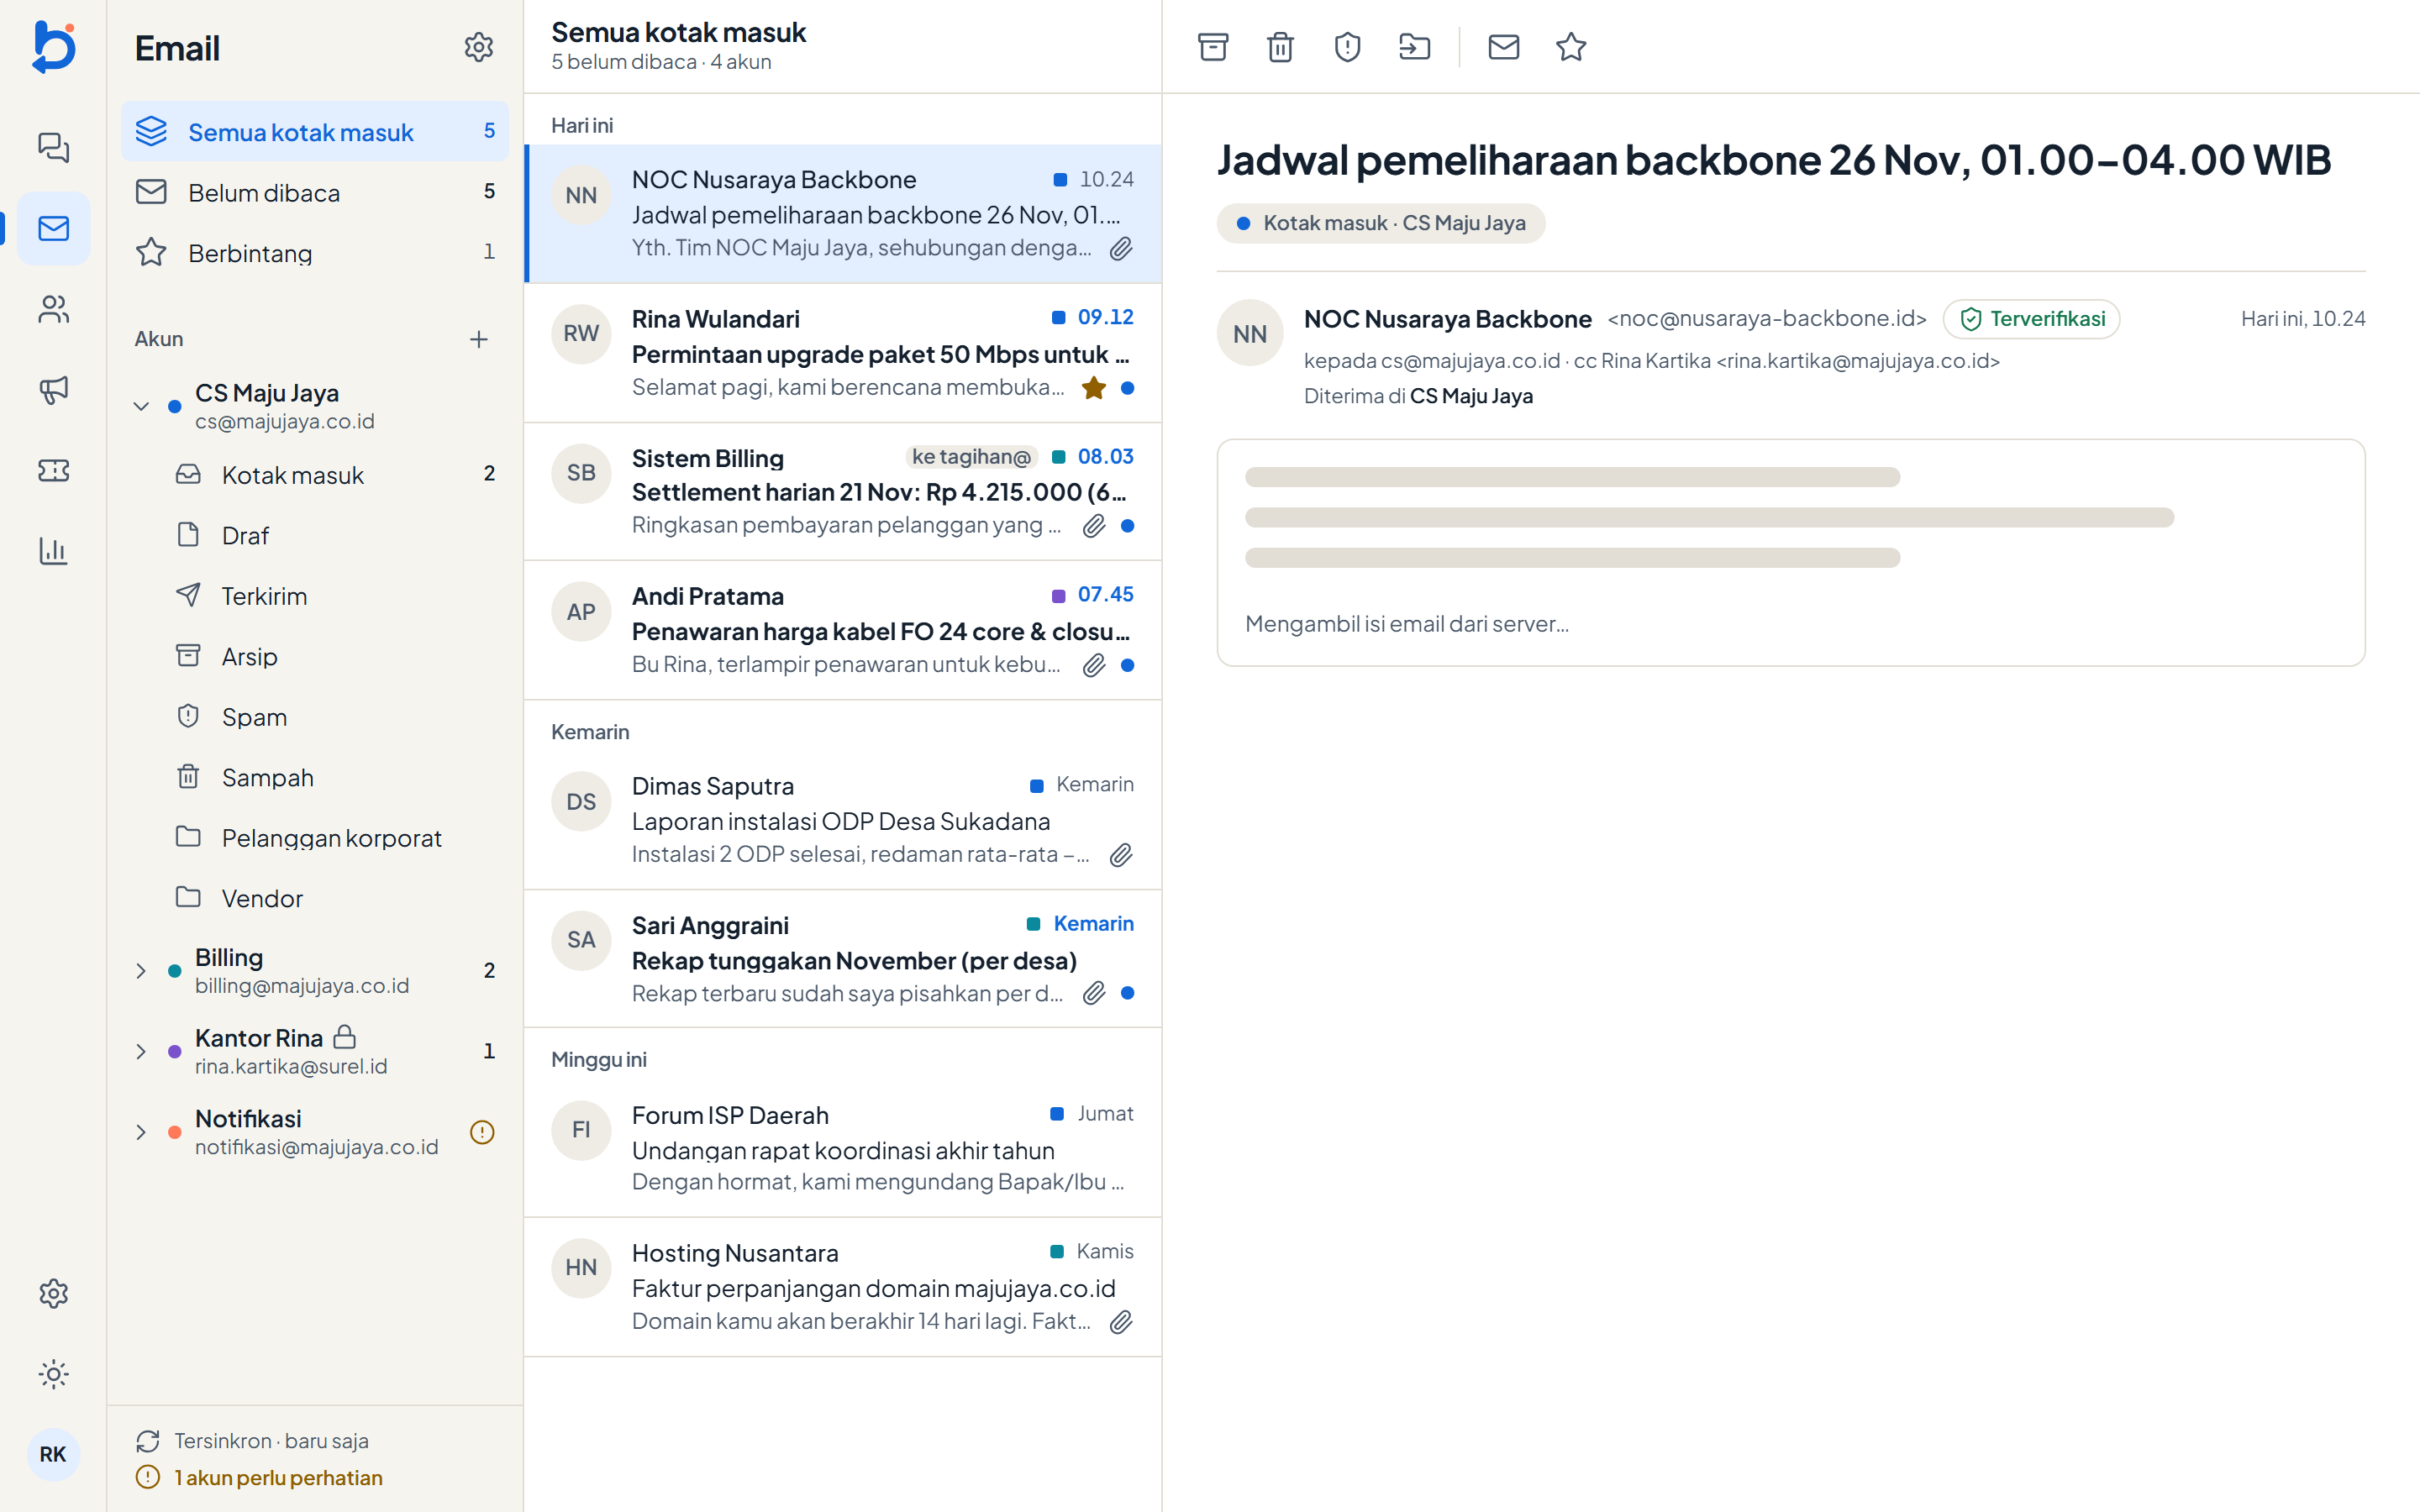 Email
Semua kotak masuk 5
Belum dibaca 5
Berbintang 1
Akun
CS Maju Jaya
cs@majujaya.co.id
Kotak masuk 2
Draf
Terkirim
Arsip
Spam
Sampah
Pelanggan korporat
Vendor
Billing
billing@majujaya.co.id
2
Kantor Rina
rina.kartika@surel.id
1
Notifikasi
notifikasi@majujaya.co.id
Tersinkron · baru saja
1 akun perlu perhatian
RK
Semua kotak masuk
5 belum dibaca · 4 akun
Hari ini
NN
NOC Nusaraya Backbone 10.24
Jadwal pemeliharaan backbone 26 Nov, 01....
Yth. Tim NOC Maju Jaya, sehubungan denga...
RW
Rina Wulandari 09.12
Permintaan upgrade paket 50 Mbps untuk ...
Selamat pagi, kami berencana membuka...
SB
Sistem Billing ke tagihan@ 08.03
Settlement harian 21 Nov: Rp 4.215.000 (6...
Ringkasan pembayaran pelanggan yang ...
AP
Andi Pratama 07.45
Penawaran harga kabel FO 24 core & closu...
Bu Rina, terlampir penawaran untuk kebu...
Kemarin
DS
Dimas Saputra Kemarin
Laporan instalasi ODP Desa Sukadana
Instalasi 2 ODP selesai, redaman rata-rata –...
SA
Sari Anggraini Kemarin
Rekap tunggakan November (per desa)
Rekap terbaru sudah saya pisahkan per d...
Minggu ini
FI
Forum ISP Daerah Jumat
Undangan rapat koordinasi akhir tahun
Dengan hormat, kami mengundang Bapak/Ibu ...
HN
Hosting Nusantara Kamis
Faktur perpanjangan domain majujaya.co.id
Domain kamu akan berakhir 14 hari lagi. Fakt...
Jadwal pemeliharaan backbone 26 Nov, 01.00–04.00 WIB
Kotak masuk · CS Maju Jaya
NN
NOC Nusaraya Backbone <noc@nusaraya-backbone.id> Terverifikasi Hari ini, 10.24
kepada cs@majujaya.co.id · cc Rina Kartika <rina.kartika@majujaya.co.id>
Diterima di CS Maju Jaya
Mengambil isi email dari server...